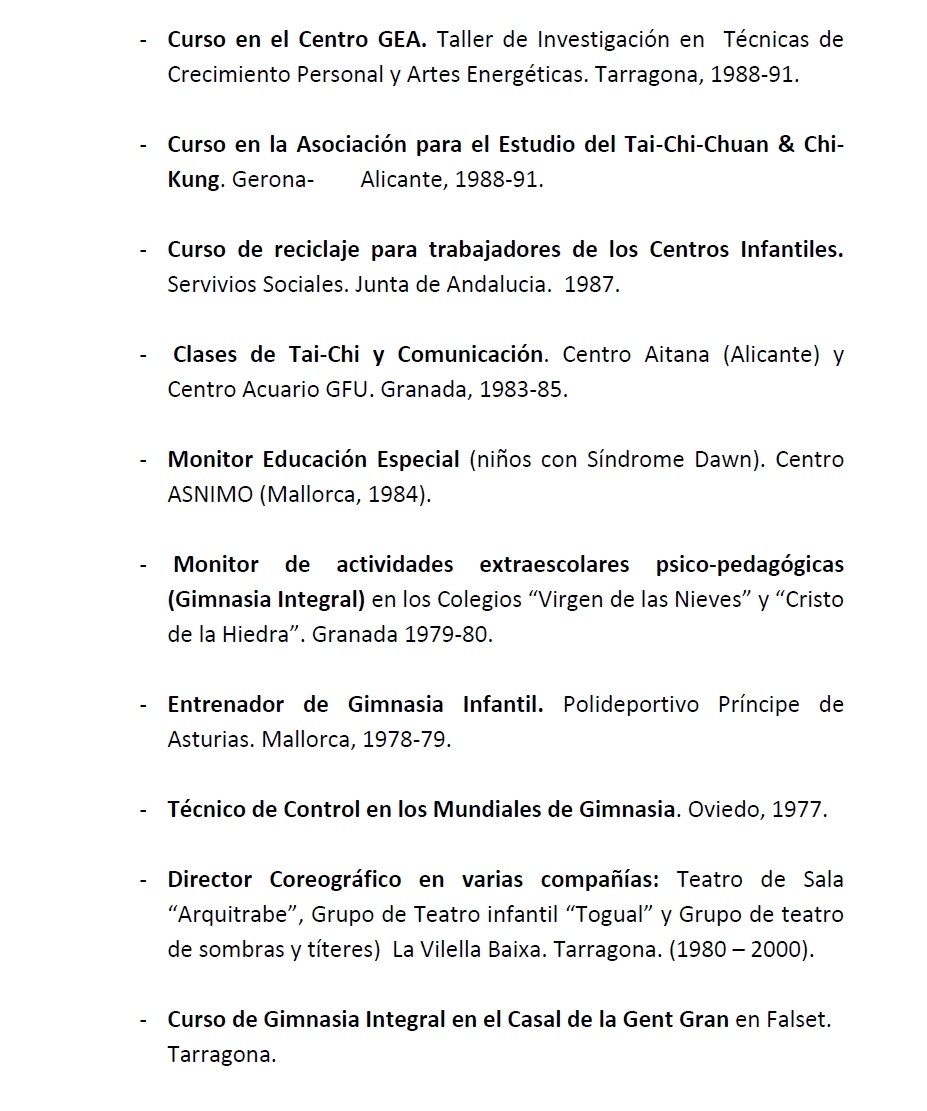 - Curso en el Centro GEA. Taller de Investigación en Técnicas de
Crecimiento Personal y Artes Energéticas. Tarragona, 1988-91.
- Curso en la Asociación para el Estudio del Tai-Chi-Chuan & Chi-
Kung. Gerona- Alicante, 1988-91.
- Curso de reciclaje para trabajadores de los Centros Infantiles.
Servivios Sociales. Junta de Andalucia. 1987.
- Clases de Tai-Chi y Comunicación. Centro Aitana (Alicante) y
Centro Acuario GFU. Granada, 1983-85.
- Monitor Educación Especial (niños con Síndrome Dawn). Centro
ASNIMO (Mallorca, 1984).
- Monitor de actividades extraescolares psico-pedagógicas
(Gimnasia Integral) en los Colegios “Virgen de las Nieves” y “Cristo
de la Hiedra”. Granada 1979-80.
- Entrenador de Gimnasia Infantil. Polideportivo Príncipe de
Asturias. Mallorca, 1978-79.
- Técnico de Control en los Mundiales de Gimnasia. Oviedo, 1977.
- Director Coreográfico en varias compañías: Teatro de Sala
“Arquitrabe”, Grupo de Teatro infantil “Togual” y Grupo de teatro
de sombras y títeres) La Vilella Baixa. Tarragona. (1980 – 2000).
- Curso de Gimnasia Integral en el Casal de la Gent Gran en Falset.
Tarragona.